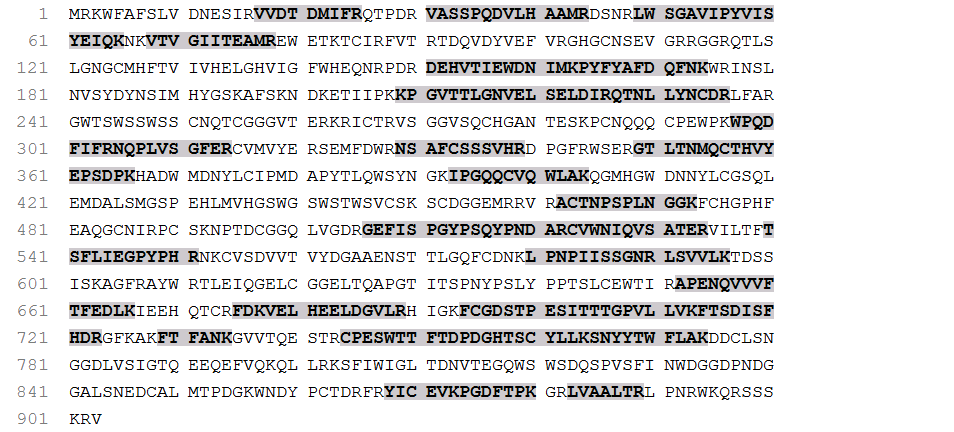 1 MRKWFAFSLV DNESIRVVDT DMIFRQTPDR VASSPQDVLH AAMRDSNRLW SGAVIPYVIS
61 YEIQKNKVTV GIITEAMREW ETKTCIRFVT RTDQVDYVEF VRGHGCNSEV GRRGGRQTLS
121 LGNGCMHFTV IVHELGHVIG FWHEQNRPDR DEHVTIEWDN IMKPYFYAFD QFNKWRINSL
181 NVSYDYNSIM HYGSKAFSKN DKETIIPKKP GVTTLGNVEL SELDIRQTNL LYNCDRLFAR
241 GWTSWSSWSS CNQTCGGGVT ERKRICTRVS GGVSQCHGAN TESKPCNQQQ CPEWPKWPQD
301 FIFRNQPLVS GFERCVMVYE RSEMFDWRNS AFCSSSVHRD PGFRWSERGT LTNMQCTHVY
361 EPSDPKHADW MDNYLCIPMD APYTLQWSYN GKIPGQQCVQ WLAKQGMHGW DNNYLCGSQL
421 EMDALSMGSP EHLMVHGSWG SWSTWSVCSK SCDGGEMRRV RACTNPSPLN GGKFCHGPHF
481 EAQGCNIRPC SKNPTDCGGQ LVGDRGEFIS PGYPSQYPND ARCVWNIQVS ATERVILTFT
541 SFLIEGPYPH RNKCVSDVVT VYDGAAENST TLGQFCDNKL PNPIISSGNR LSVVLKTDSS
601 ISKAGFRAYW RTLEIQGELC GGELTQAPGT ITSPNYPSLY PPTSLCEWTI RAPENQVVVF
661 TFEDLKIEEH QTCRFDKVEL HEELDGVLRH IGKFCGDSTP ESITTTGPVL LVKFTSDISF
721 HDRGFKAKFT FANKGVVTQE STRCPESWTT FTDPDGHTSC YLLKSNYYTW FLAKDDCLSN
781 GGDLVSIGTQ EEQEFVQKQL LRKSFIWIGL TDNVTEGQWS WSDQSPVSFI NWDGGDPNDG
841 GALSNEDCAL MTPDGKWNDY PCTDRFRYIC EVKPGDFTPK GRLVAALTRL PNRWKQRSSS
901 KRV